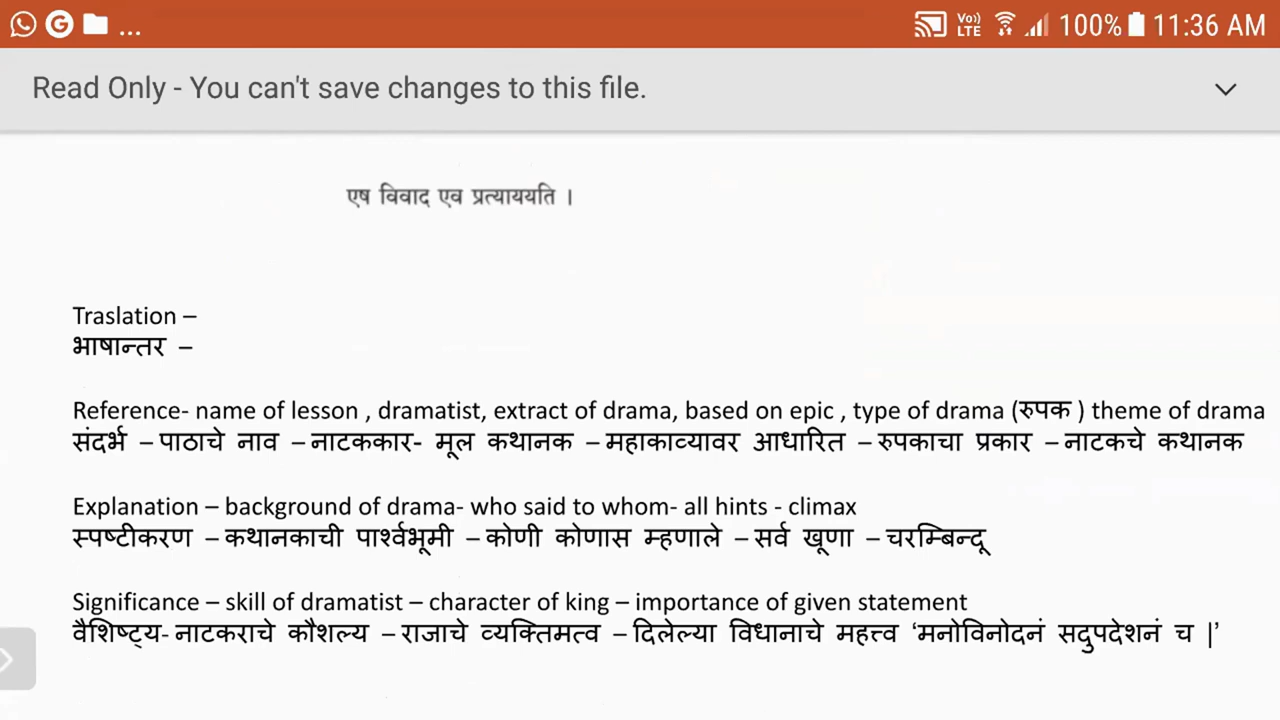 ... Vo) LTE 100% 11:36 AM
Read Only - You can't save changes to this file.
एष विवाद एव प्रत्याययति ।
Traslation –
भाषान्तर –
Reference- name of lesson , dramatist, extract of drama, based on epic , type of drama (रुपक ) theme of drama
संदर्भ – पाठाचे नाव – नाटककार- मूल कथानक – महाकाव्यावर आधारित – रुपकाचा प्रकार – नाटकचे कथानक
Explanation – background of drama- who said to whom- all hints - climax
स्पष्टीकरण – कथानकाची पार्श्वभूमी – कोणी कोणास म्हणाले – सर्व खूणा – चरम्बिन्दू
Significance – skill of dramatist – character of king – importance of given statement
वैशिष्ट्य- नाटकराचे कौशल्य – राजाचे व्यक्तिमत्व – दिलेल्या विधानाचे महत्त्व ‘मनोविनोदनं सदुपदेशनं च |’